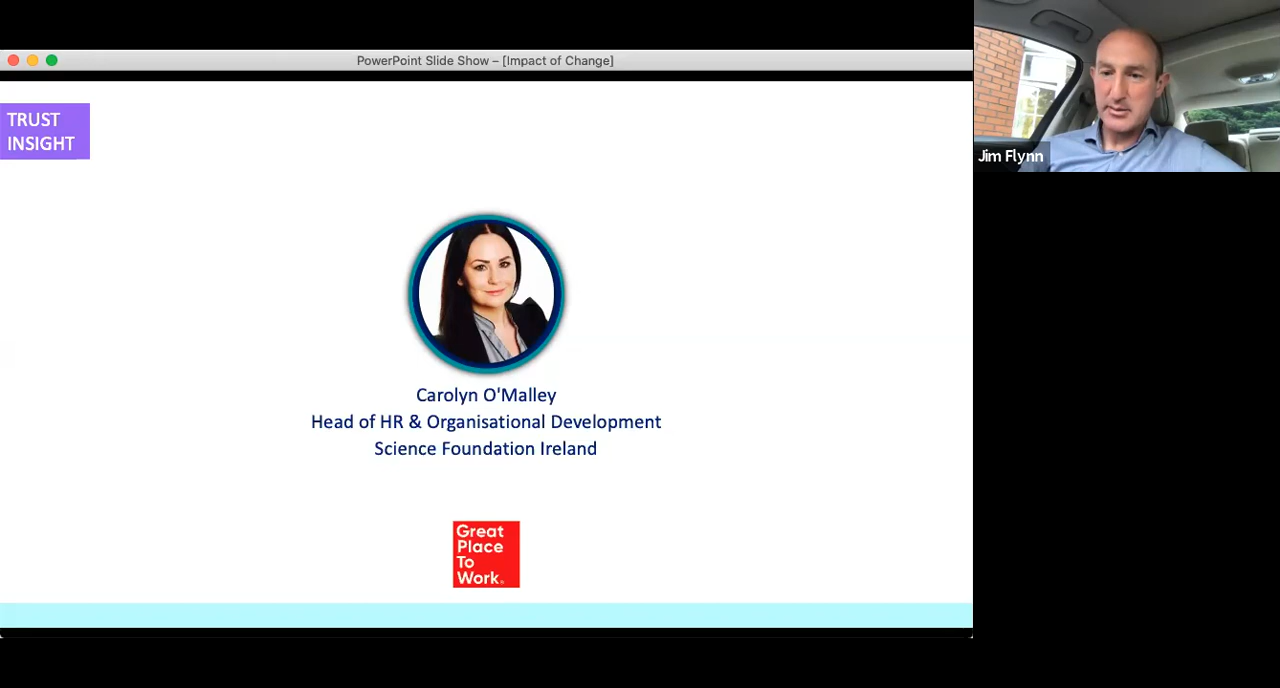 PowerPoint Slide Show – [Impact of Change]
TRUST
INSIGHT
Jim Flynn
Carolyn O'Malley
Head of HR & Organisational Development
Science Foundation Ireland
Great
Place
To
Work.